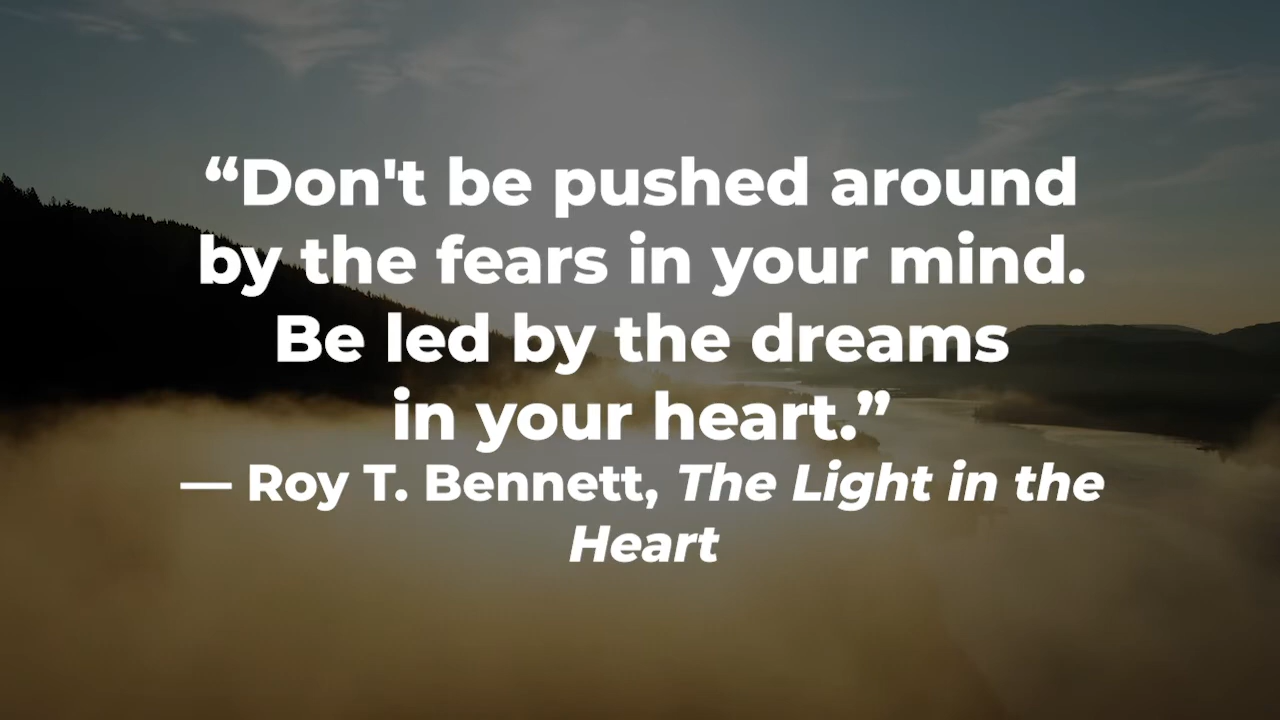 “Don't be pushed around
by the fears in your mind.
Be led by the dreams
in your heart.”
— Roy T. Bennett, The Light in the
Heart